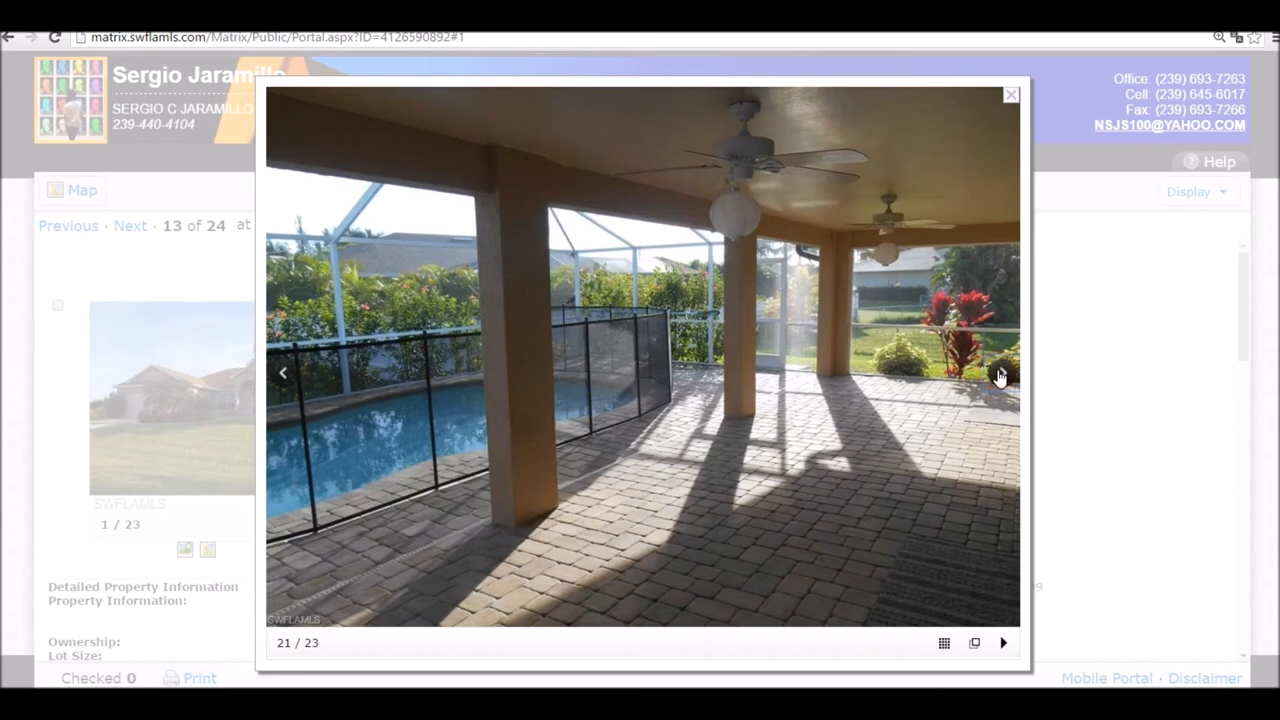 matrix.swflamls.com/Matrix/Public/Portal.aspx?ID=4126590892#1
Sergio Jaramillo
SERGIO C JARAMILLO
239-440-4104
Office: (239) 693-7263
Cell: (239) 645-6017
Fax: (239) 693-7266
NSJS100@YAHOO.COM
? Help
Map
Display
Previous · Next · 13 of 24 at
SWFLAMLS
1 / 23
SWFLAMLS
21 / 23
Detailed Property Information
Property Information:
Ownership:
Lot Size:
Checked 0
Print
Mobile Portal · Disclaimer